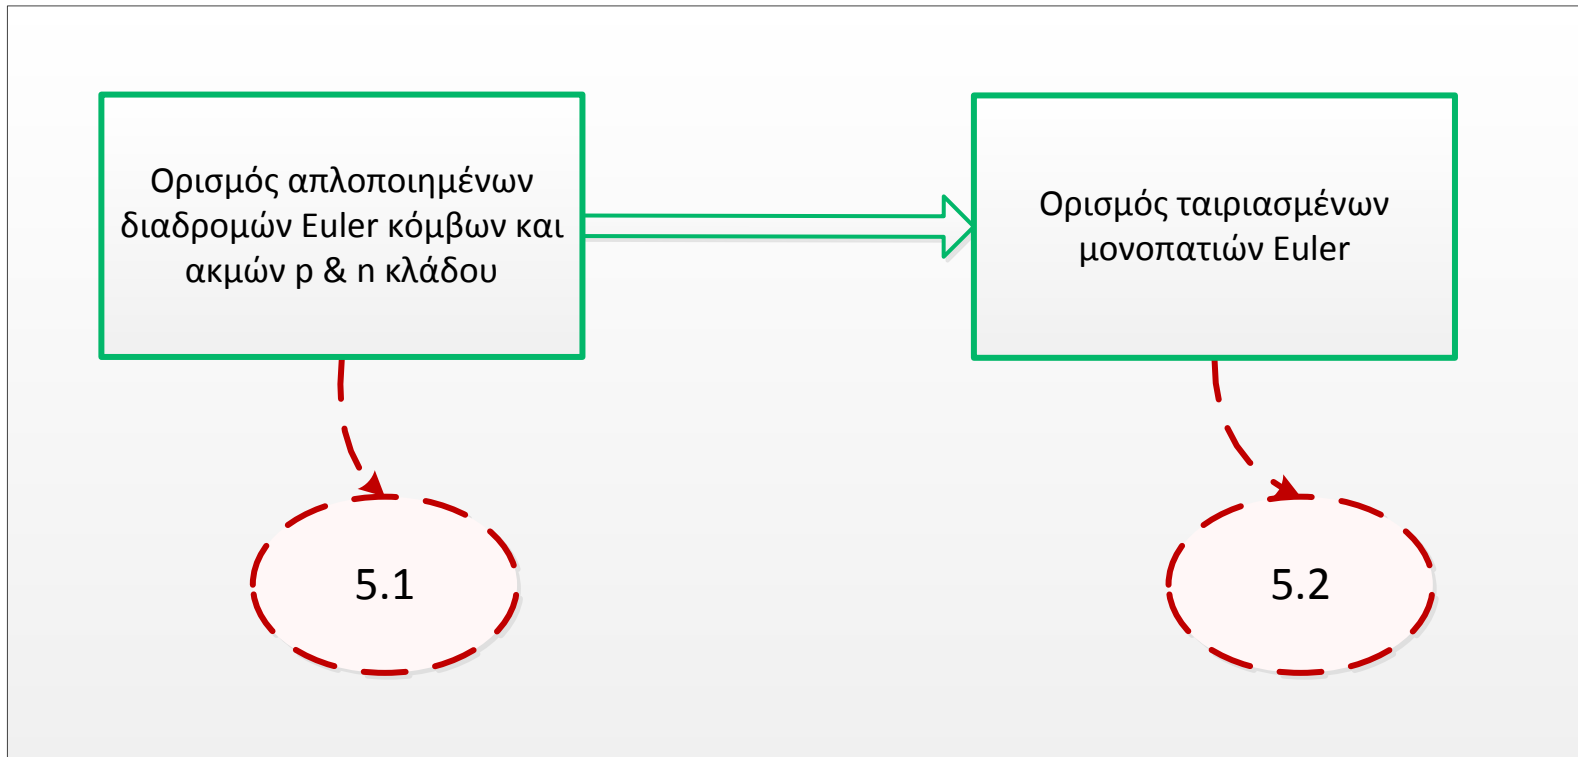 Ορισμός απλοποιημένων
διαδρομών Euler κόμβων και
ακμών p & n κλάδου
Ορισμός ταιριασμένων
μονοπατιών Euler
5.1
5.2